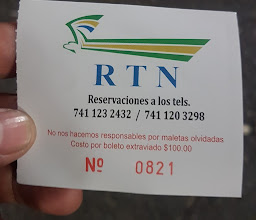 RTN
Reservaciones a los tels.
741 123 2432 / 741 120 3298
No nos hacemos responsables por maletas olvidadas
Costo por boleto extraviado $100.00
Nº 0821